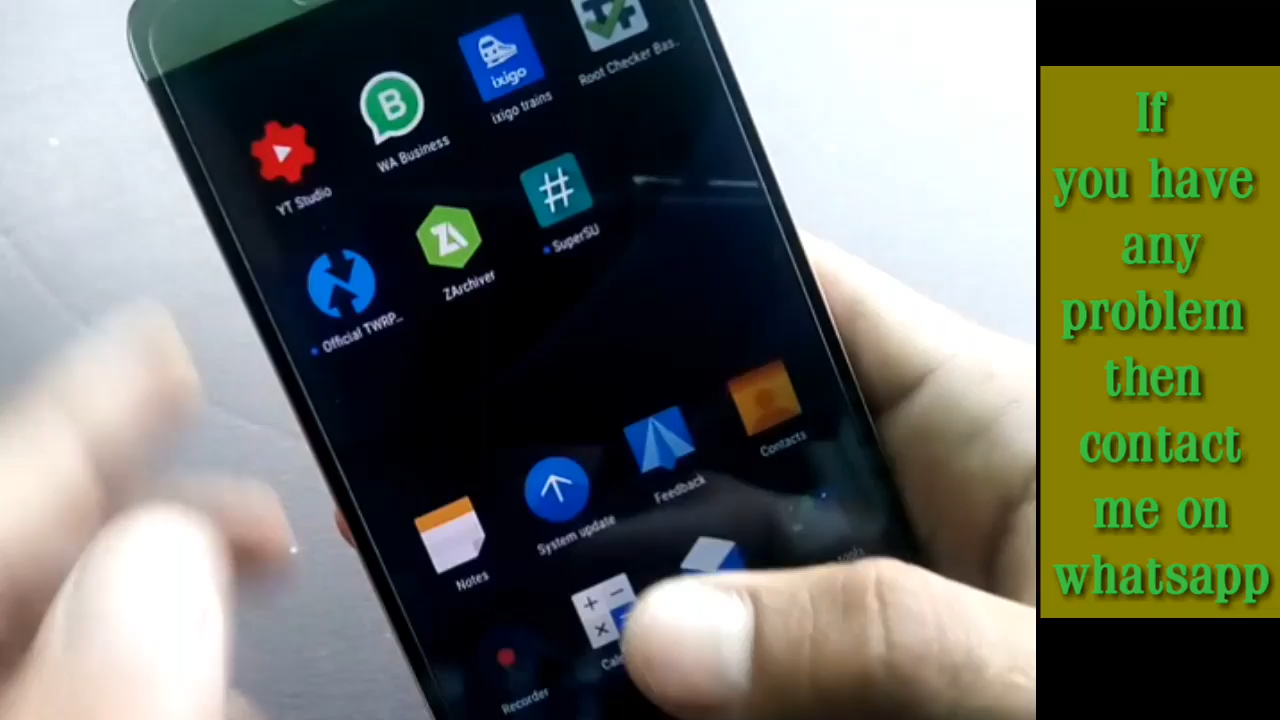 ixigo
Root Checker Bas..
ixigo trains
B
WA Business
YT Studio
#
SuperSU
ZA
ZArchiver
Official TWRP...
Contacts
Feedback
System update
Notes
Recorder
If
you have
any
problem
then
contact
me on
whatsapp